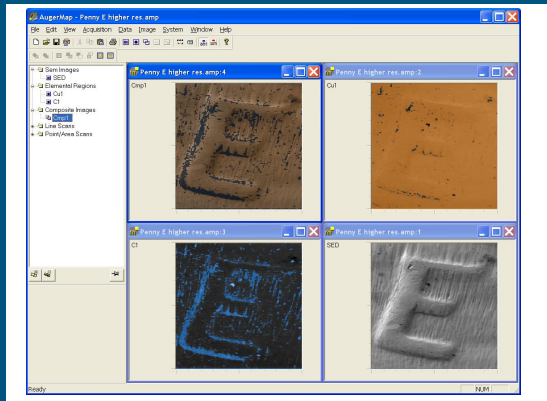 AugerMap - Penny E higher res.amp
File Edit View Acquisition Data Image System Window Help
Sem Images
SED
Elemental Regions
Cu1
C1
Composite Images
Cmp1
Line Scans
Point/Area Scans
Penny E higher res.amp:4
Cmp1
Penny E higher res.amp:2
Cu1
Penny E higher res.amp:3
C1
Penny E higher res.amp:1
SED
Ready
NUM